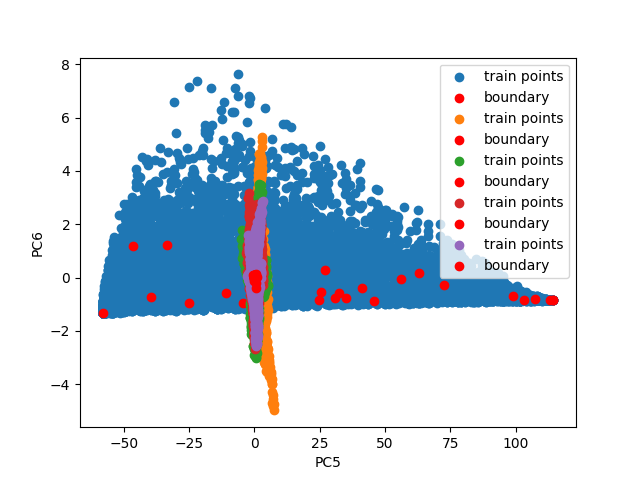 8
6
4
2
0
−2
−4
PC6
−50
−25
0
25
50
75
100
PC5
train points
boundary
train points
boundary
train points
boundary
train points
boundary
train points
boundary